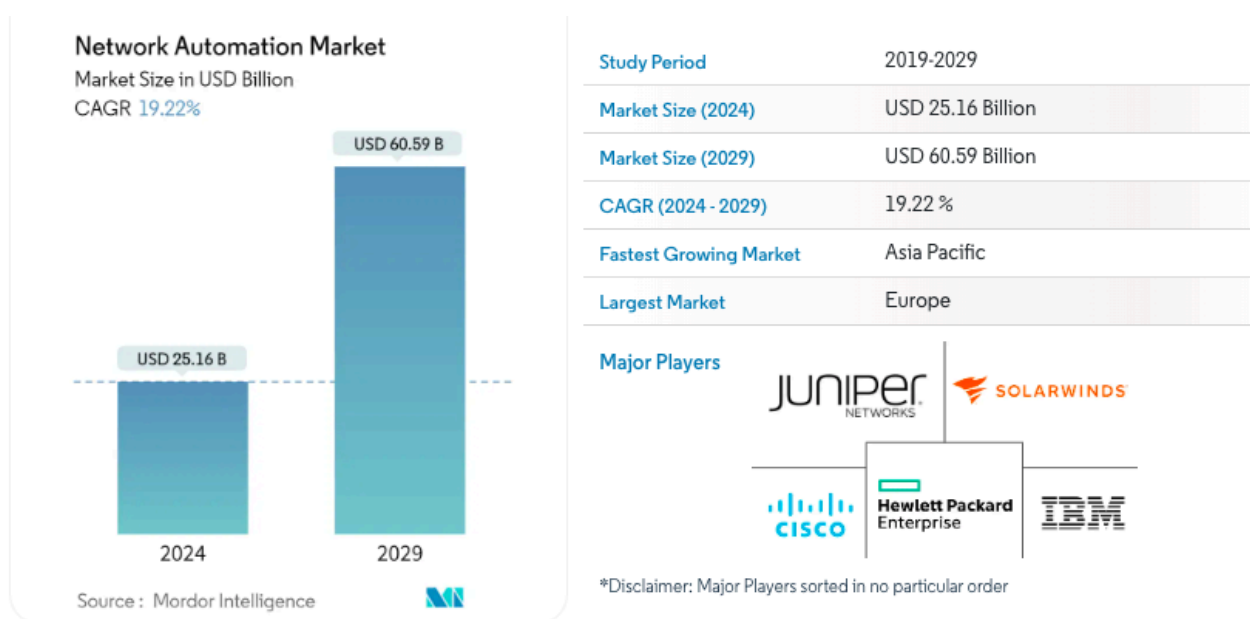 Network Automation Market
Market Size in USD Billion
CAGR 19.22%
USD 60.59 B
USD 25.16 B
2024 2029
Source : Mordor Intelligence
Study Period 2019-2029
Market Size (2024) USD 25.16 Billion
Market Size (2029) USD 60.59 Billion
CAGR (2024 - 2029) 19.22 %
Fastest Growing Market Asia Pacific
Largest Market Europe
Major Players
JUNIPER
NETWORKS
SOLARWINDS
CISCO
Hewlett Packard
Enterprise
IBM
*Disclaimer: Major Players sorted in no particular order